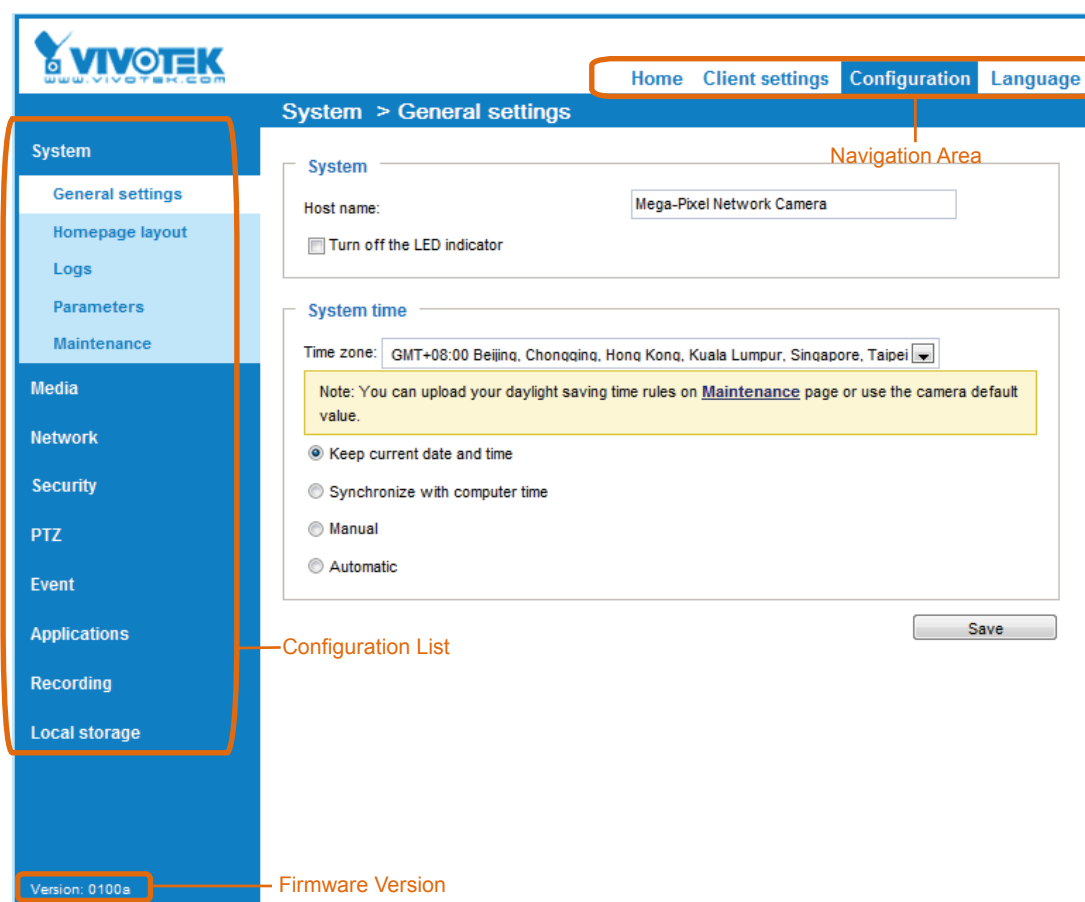 VIVOTEK
www.vivotek.com
Home Client settings Configuration Language
System > General settings
Navigation Area
System
General settings
Homepage layout
Logs
Parameters
Maintenance
Media
Network
Security
PTZ
Event
Applications
Recording
Local storage
Version: 0100a
System
Host name: Mega-Pixel Network Camera
Turn off the LED indicator
System time
Time zone: GMT+08:00 Beijing, Chongqing, Hong Kong, Kuala Lumpur, Singapore, Taipei
Note: You can upload your daylight saving time rules on Maintenance page or use the camera default
value.
Keep current date and time
Synchronize with computer time
Manual
Automatic
Save
Configuration List
Firmware Version